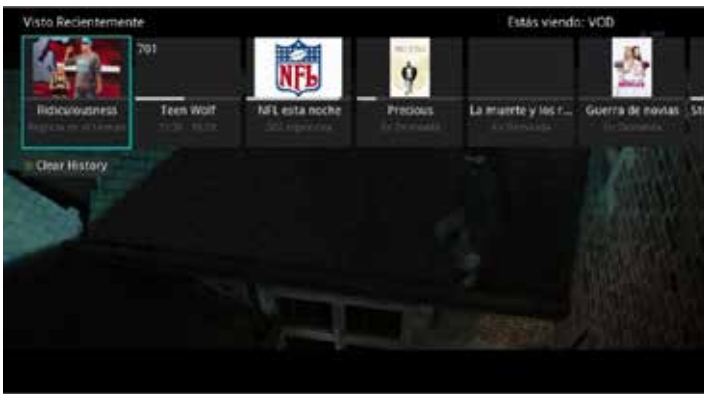 Visto Recientemente
Estás viendo: VOD
701
NFL
Ridiculousness
Teen Wolf
NFL esta noche
Precious
La muerte y los r...
Guerra de novias
St
Clear History